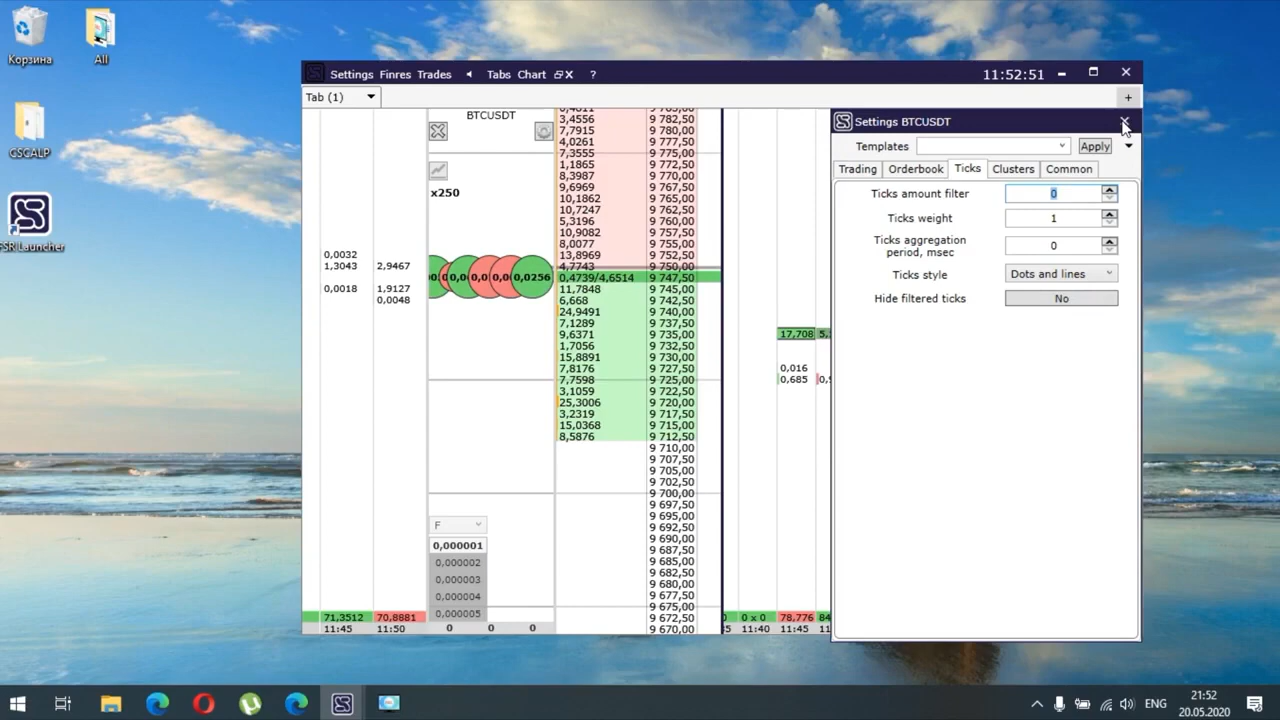 Корзина
All
CSCALP
FSR Launcher
Settings Finres Trades Tabs Chart ?
11:52:51
Tab (1)
+
BTCUSDT
x250
0,0032
1,3043 2,9467
0,0018 1,9127
0,0048
0,0256
9 785,00
3,4556 9 782,50
7,7915 9 780,00
4,0261 9 777,50
7,3555 9 775,00
1,1865 9 772,50
8,3987 9 770,00
9,6969 9 767,50
10,1862 9 765,00
10,7247 9 762,50
5,3196 9 760,00
10,9082 9 757,50
8,0077 9 755,00
13,8969 9 752,50
4,7743 9 750,00
0,4739/4,6514 9 747,50
11,7848 9 745,00
6,668 9 742,50
24,9491 9 740,00
7,1289 9 737,50
9,6371 9 735,00
1,7056 9 732,50
15,8891 9 730,00
7,8176 9 727,50
7,7598 9 725,00
3,1059 9 722,50
25,3006 9 720,00
3,2319 9 717,50
15,0368 9 715,00
8,5876 9 712,50
9 710,00
9 707,50
9 705,00
9 702,50
9 700,00
9 697,50
9 695,00
9 692,50
9 690,00
9 687,50
9 685,00
9 682,50
9 680,00
9 677,50
9 675,00
9 672,50
9 670,00
F
0,000001
0,000002
0,000003
0,000004
0,000005
0 0 0
71,3512 70,8881
11:45 11:50
17,708
0,016
0,685
0 x 0 78,776
11:40 11:45
Settings BTCUSDT
Templates Apply
Trading Orderbook Ticks Clusters Common
Ticks amount filter 0
Ticks weight 1
Ticks aggregation
period, msec 0
Ticks style Dots and lines
Hide filtered ticks No
ENG
21:52
20.05.2020